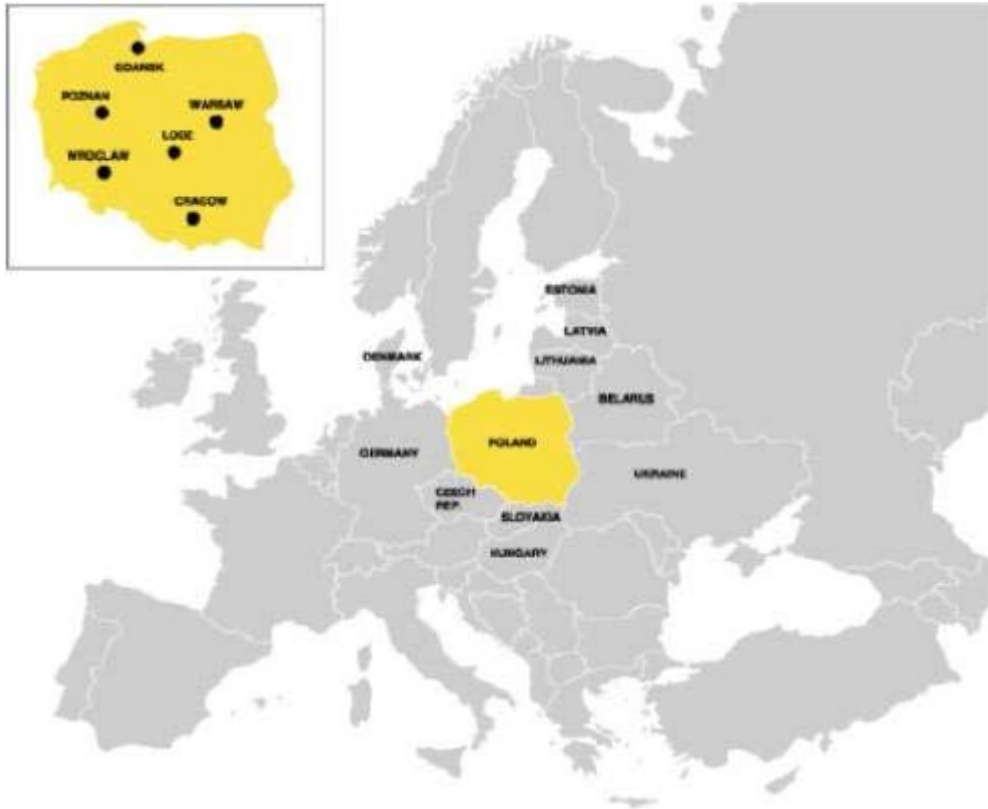 GDANSK
POZNAN
WARSAW
LODZ
WROCLAW
CRACOW
ESTONIA
LATVIA
DENMARK
LITHUANIA
BELARUS
POLAND
GERMANY
UKRAINE
CZECH
REP.
SLOVAKIA
HUNGARY